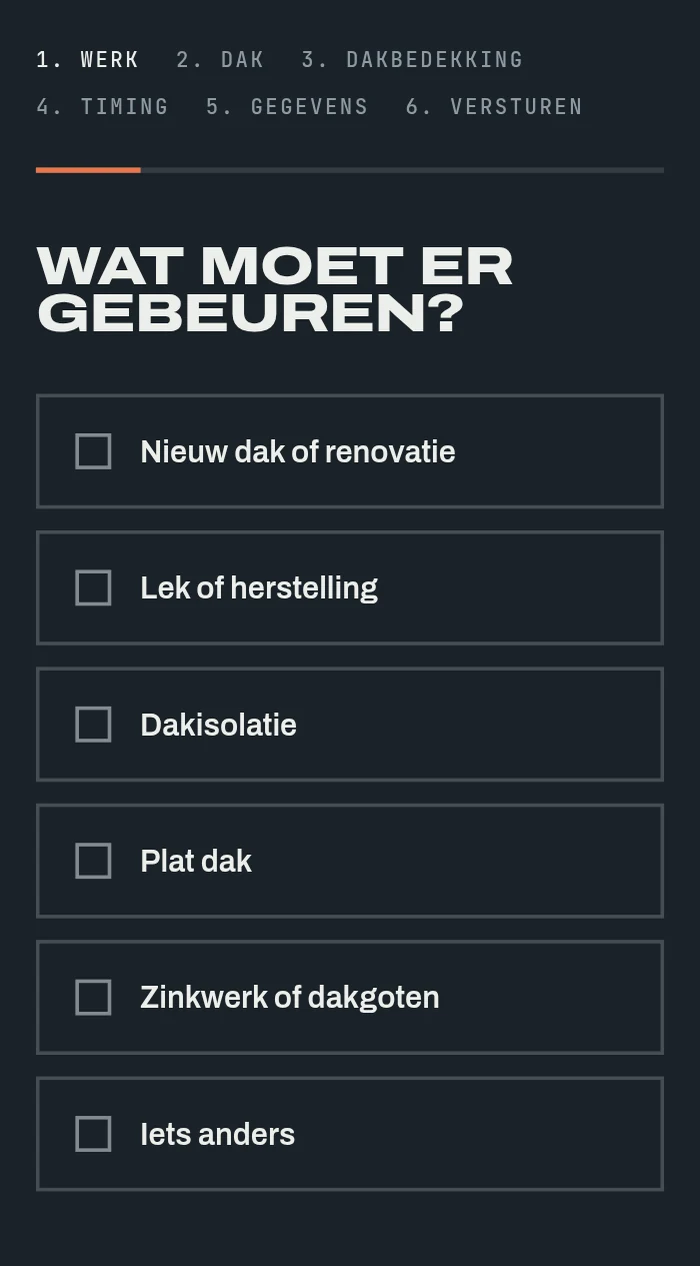 1. WERK 2. DAK 3. DAKBEDEKKING
4. TIMING 5. GEGEVENS 6. VERSTUREN
WAT MOET ER
GEBEUREN?
Nieuw dak of renovatie
Lek of herstelling
Dakisolatie
Plat dak
Zinkwerk of dakgoten
Iets anders